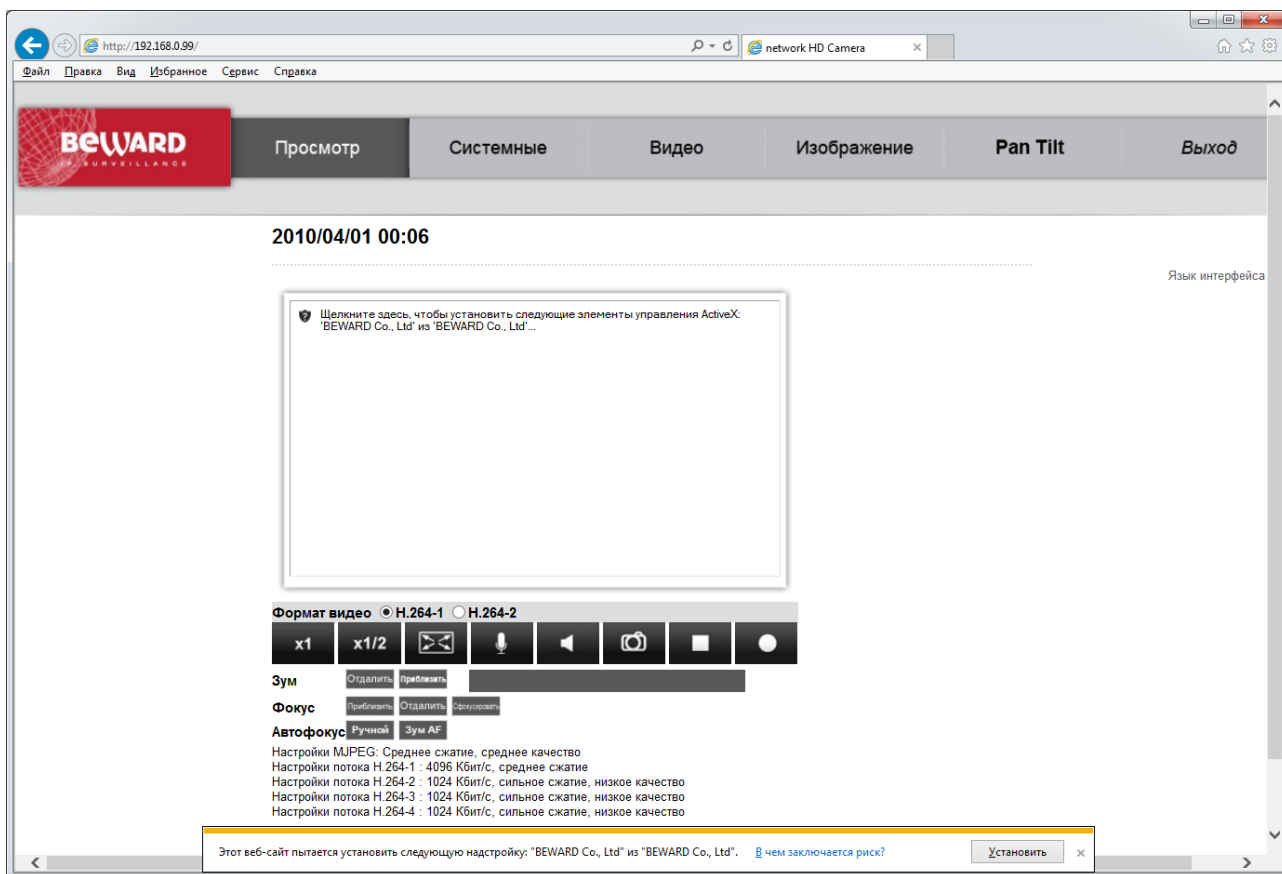 http://192.168.0.99/
network HD Camera
Файл Правка Вид Избранное Сервис Справка
BEWARD
IP SURVEILLANCE
Просмотр
Системные
Видео
Изображение
Pan Tilt
Выход
2010/04/01 00:06
Язык интерфейса
Щелкните здесь, чтобы установить следующие элементы управления ActiveX:
'BEWARD Co., Ltd' из 'BEWARD Co., Ltd'...
Формат видео H.264-1 H.264-2
x1 x1/2
Зум Отдалить Приблизить
Фокус Приблизить Отдалить Сфокусировать
Автофокус Ручной Зум AF
Настройки MJPEG: Среднее сжатие, среднее качество
Настройки потока H.264-1 : 4096 Кбит/с, среднее сжатие
Настройки потока H.264-2 : 1024 Кбит/с, сильное сжатие, низкое качество
Настройки потока H.264-3 : 1024 Кбит/с, сильное сжатие, низкое качество
Настройки потока H.264-4 : 1024 Кбит/с, сильное сжатие, низкое качество
Этот веб-сайт пытается установить следующую надстройку: "BEWARD Co., Ltd" из "BEWARD Co., Ltd". В чем заключается риск? Установить